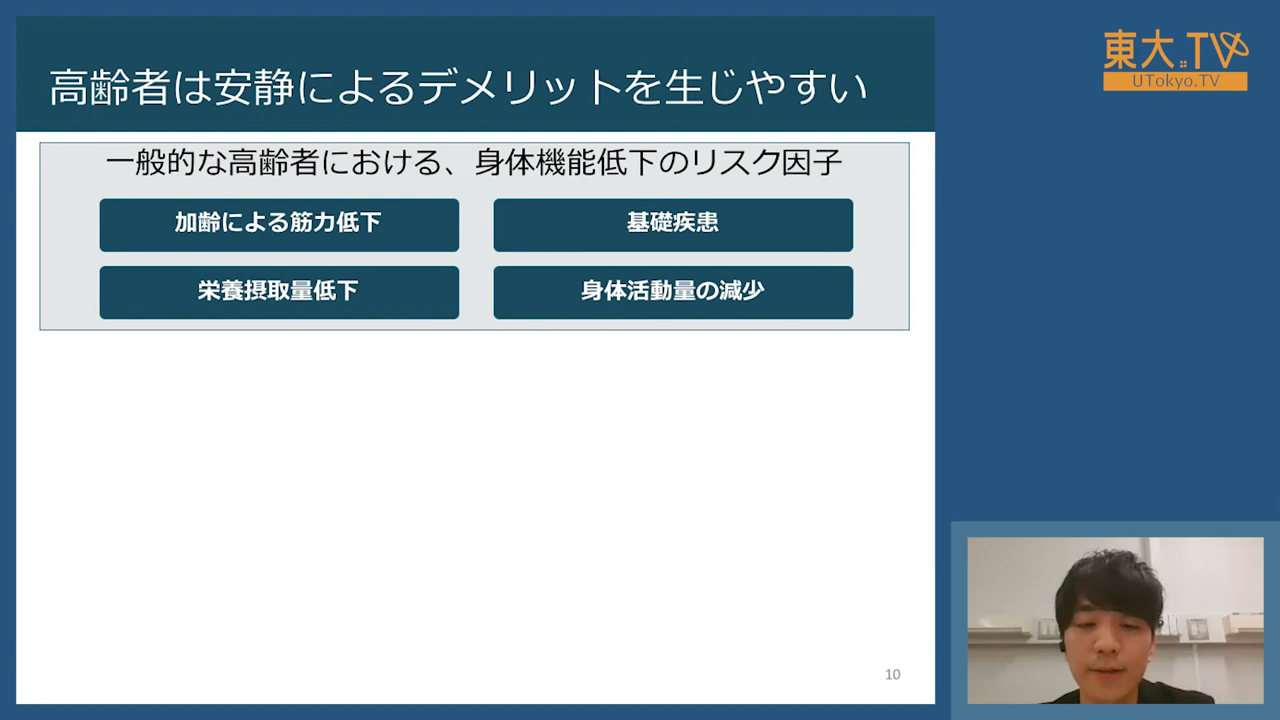 高齢者は安静によるデメリットを生じやすい
東大.TV
UTokyo.TV
一般的な高齢者における、身体機能低下のリスク因子
加齢による筋力低下
基礎疾患
栄養摂取量低下
身体活動量の減少
10